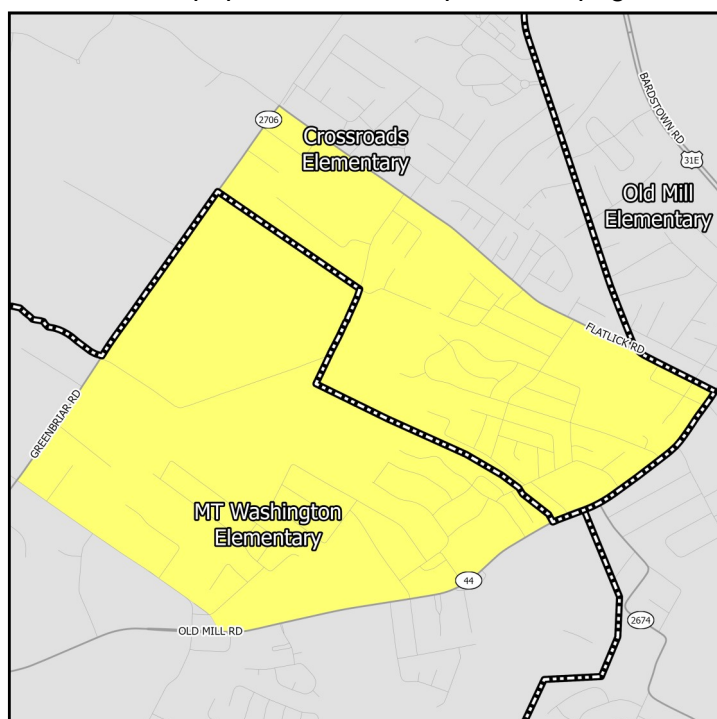 2706
Crossroads
Elementary
BARDSTOWN RD
31E
Old Mill
Elementary
FLATLICK RD
GREENBRIAR RD
MT Washington
Elementary
44
OLD MILL RD
2674